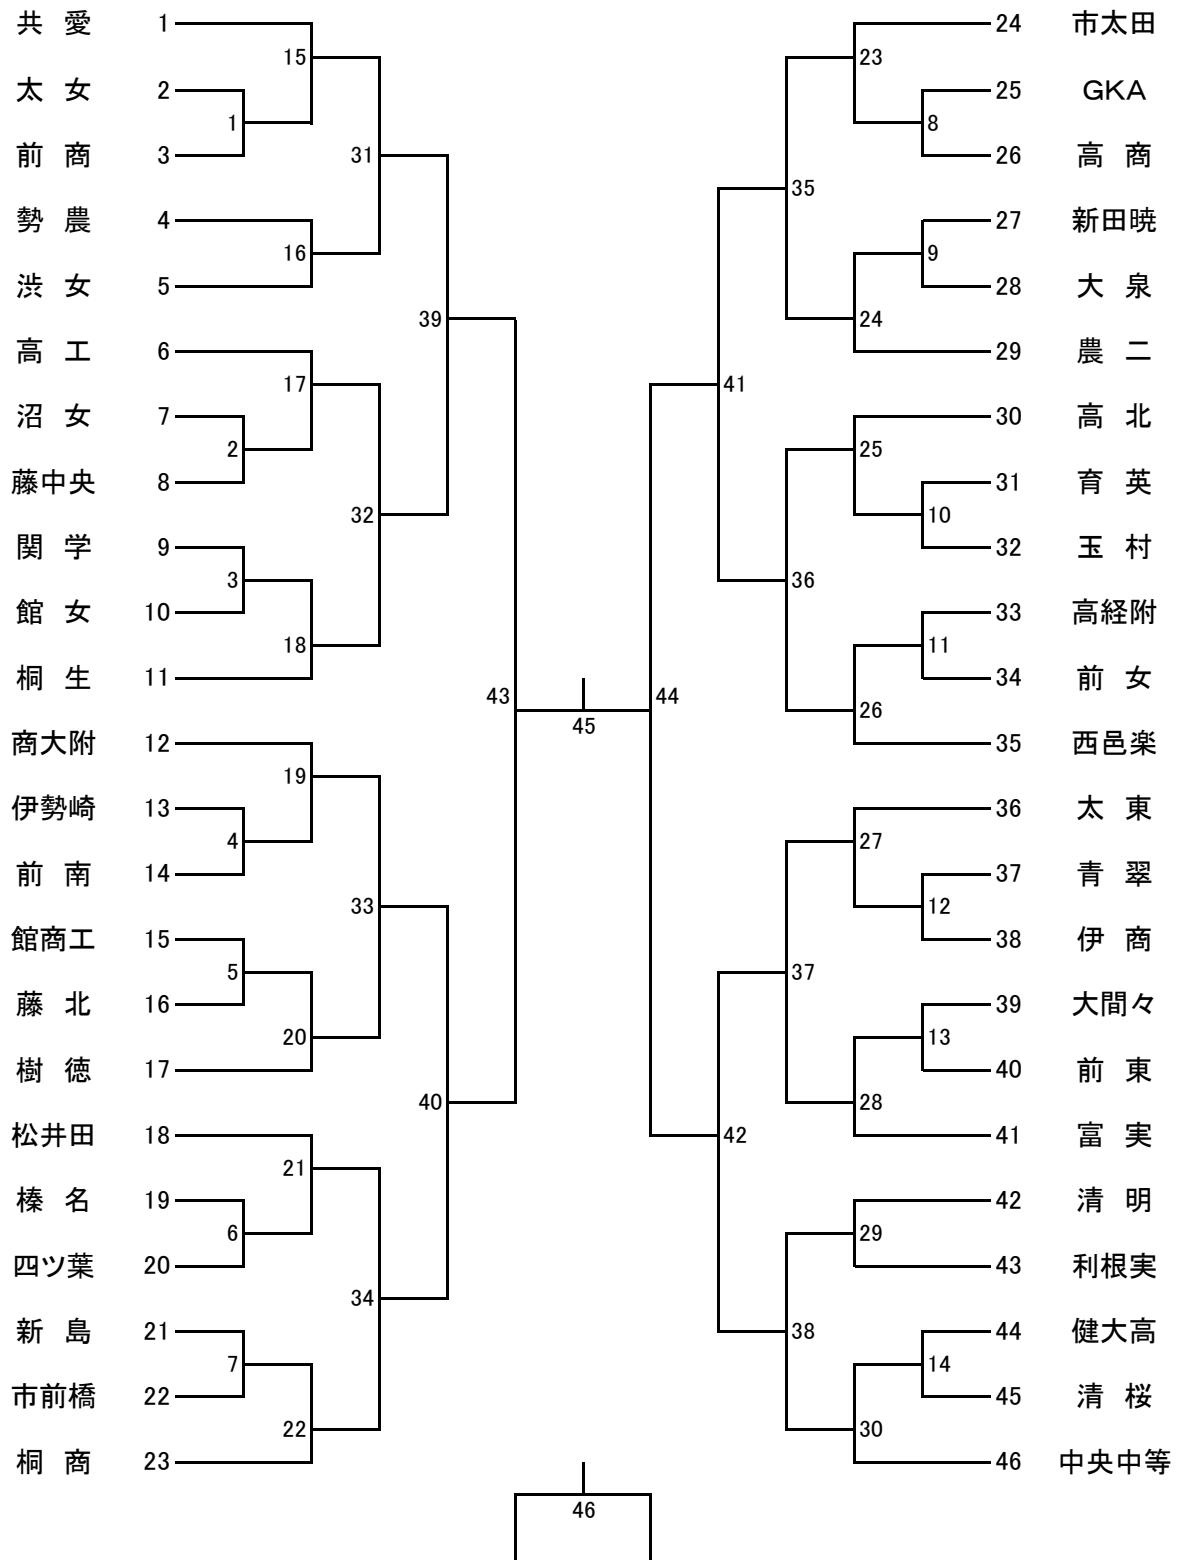 共 愛 1
15
太 女 2
1
前 商 3
31
勢 農 4
16
渋 女 5
39
高 工 6
17
沼 女 7
2
藤中央 8
32
関 学 9
3
館 女 10
18
桐 生 11
43
商大附 12
19
伊勢崎 13
4
前 南 14
33
館商工 15
5
藤 北 16
20
樹 徳 17
40
松井田 18
21
榛 名 19
6
四ツ葉 20
34
新 島 21
7
市前橋 22
22
桐 商 23
45
46
24 市太田
23
25 GKA
8
26 高 商
35
27 新田暁
9
28 大 泉
24
29 農 二
41
30 高 北
25
31 育 英
10
32 玉 村
36
33 高経附
11
34 前 女
44
26
35 西邑楽
36 太 東
27
37 青 翠
12
38 伊 商
37
39 大間々
13
40 前 東
28
41 富 実
42
42 清 明
29
43 利根実
38
44 健大高
14
45 清 桜
30
46 中央中等